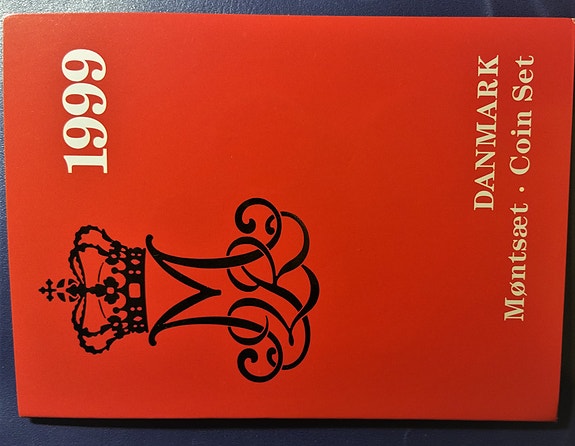 1999
DANMARK
Møntsæt · Coin Set